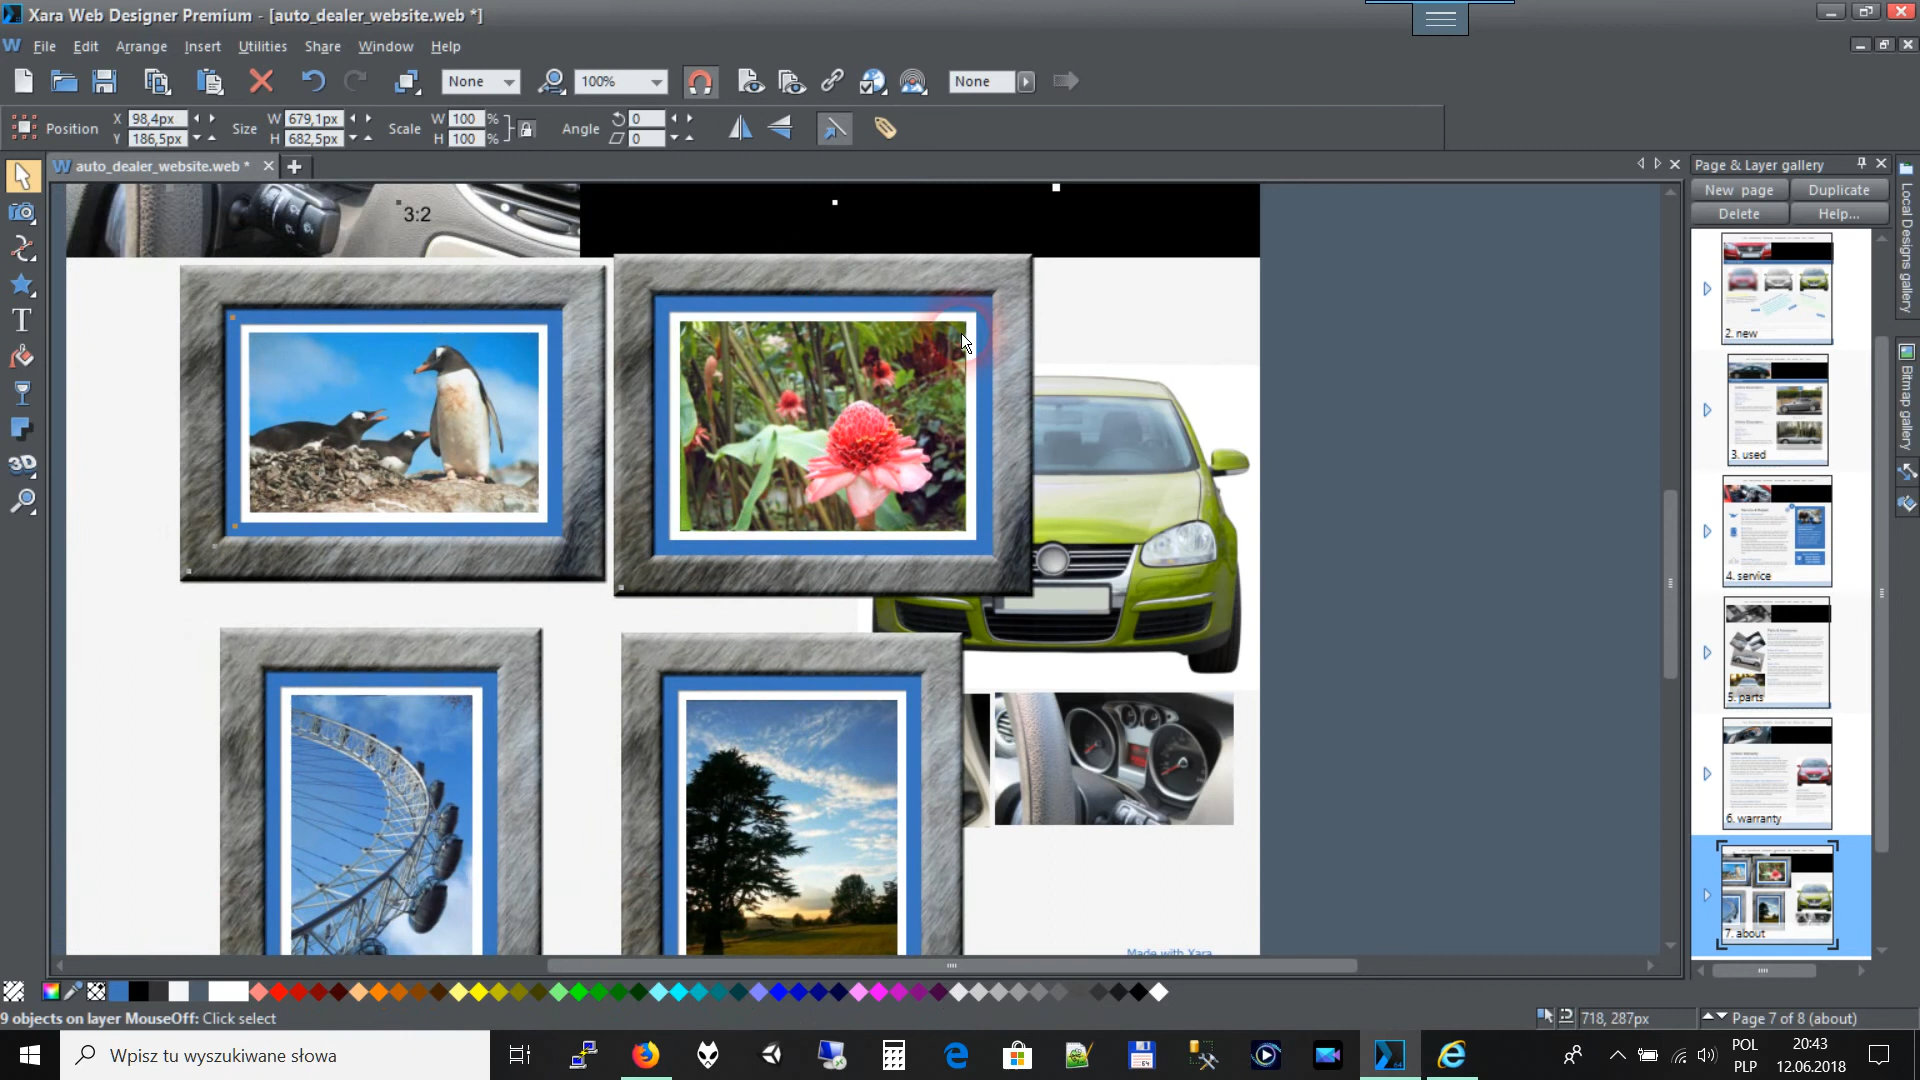 Xara Web Designer Premium - [auto_dealer_website.web *]
File Edit Arrange Insert Utilities Share Window Help
None 100% None
Position X 98,4px Size W 679,1px Scale W 100 % Angle 0
Y 186,5px H 682,5px H 100 % 0
auto_dealer_website.web *
Page & Layer gallery
New page Duplicate
Delete Help...
3:2
2. new
3. used
4. service
5. parts
6. warranty
7. about
Local Designs gallery
Bitmap gallery
T
3D
Made with Xara
9 objects on layer MouseOff: Click select
718, 287px Page 7 of 8 (about)
Wpisz tu wyszukiwane słowa
POL 20:43
PLP 12.06.2018